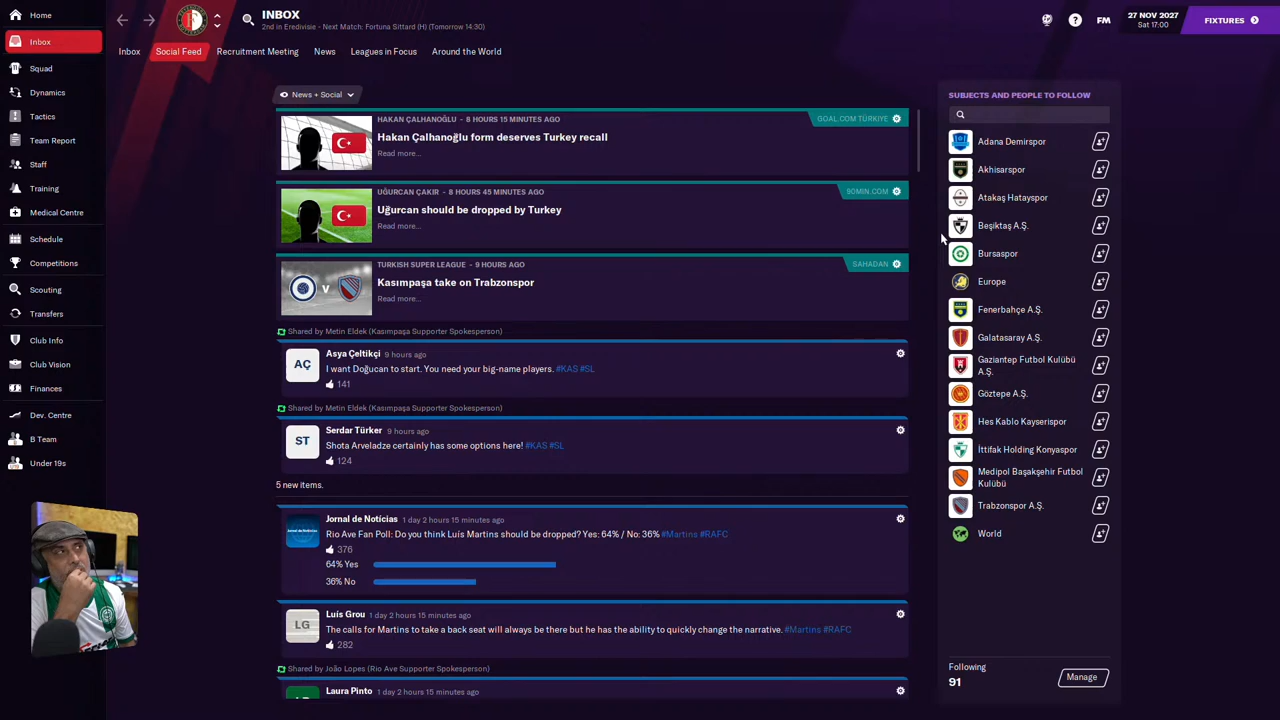 Home
Inbox
Squad
Dynamics
Tactics
Team Report
Staff
Training
Medical Centre
Schedule
Competitions
Scouting
Transfers
Club Info
Club Vision
Finances
Dev. Centre
B Team
Under 19s
INBOX
2nd in Eredivisie - Next Match: Fortuna Sittard (H) (Tomorrow 14:30)
FM
27 NOV 2027
Sat 17:00
FIXTURES
Inbox
Social Feed
Recruitment Meeting
News
Leagues in Focus
Around the World
News + Social
HAKAN ÇALHANOĞLU - 8 HOURS 15 MINUTES AGO
GOAL.COM TÜRKIYE
Hakan Çalhanoğlu form deserves Turkey recall
Read more...
UĞURCAN ÇAKIR - 8 HOURS 45 MINUTES AGO
90MIN.COM
Uğurcan should be dropped by Turkey
Read more...
TURKISH SUPER LEAGUE - 9 HOURS AGO
SAHADAN
Kasımpaşa take on Trabzonspor
Read more...
V
Shared by Metin Eldek (Kasımpaşa Supporter Spokesperson)
AÇ
Asya Çeltikçi 9 hours ago
I want Doğucan to start. You need your big-name players. #KAS #SL
141
Shared by Metin Eldek (Kasımpaşa Supporter Spokesperson)
ST
Serdar Türker 9 hours ago
Shota Arveladze certainly has some options here! #KAS #SL
124
5 new items.
Jornal de Notícias
Jornal de Notícias 1 day 2 hours 15 minutes ago
Rio Ave Fan Poll: Do you think Luís Martins should be dropped? Yes: 64% / No: 36% #Martins #RAFC
376
64% Yes
36% No
LG
Luís Grou 1 day 2 hours 15 minutes ago
The calls for Martins to take a back seat will always be there but he has the ability to quickly change the narrative. #Martins #RAFC
282
Shared by João Lopes (Rio Ave Supporter Spokesperson)
Laura Pinto 1 day 2 hours 15 minutes ago
SUBJECTS AND PEOPLE TO FOLLOW
Adana Demirspor
Akhisarspor
Atakaş Hatayspor
Beşiktaş A.Ş.
Bursaspor
Europe
Fenerbahçe A.Ş.
Galatasaray A.Ş.
Gaziantep Futbol Kulübü
A.Ş.
Göztepe A.Ş.
Hes Kablo Kayserispor
İttifak Holding Konyaspor
Medipol Başakşehir Futbol
Kulübü
Trabzonspor A.Ş.
World
Following
91
Manage